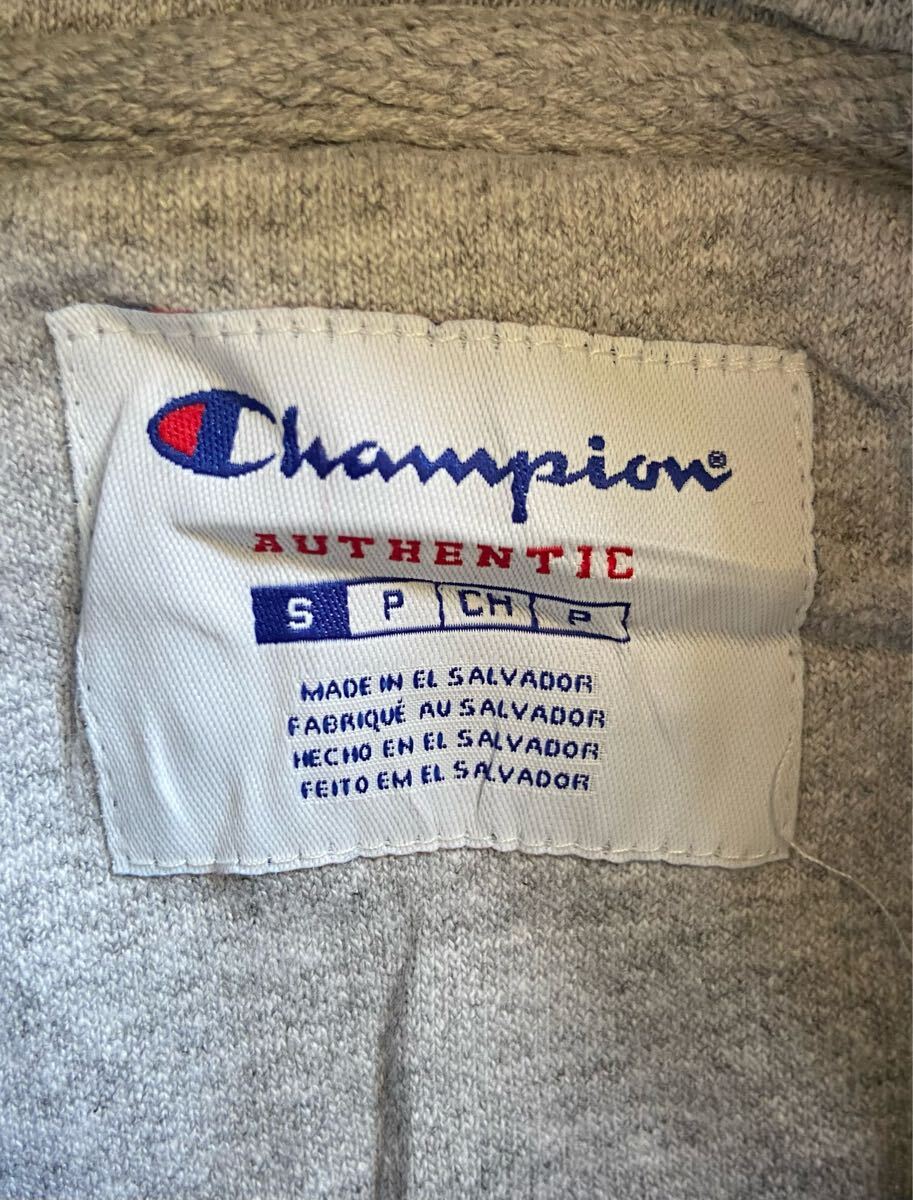 Champion®
AUTHENTIC
S P CH P
MADE IN EL SALVADOR
FABRIQUÉ AU SALVADOR
HECHO EN EL SALVADOR
FEITO EM EL SALVADOR